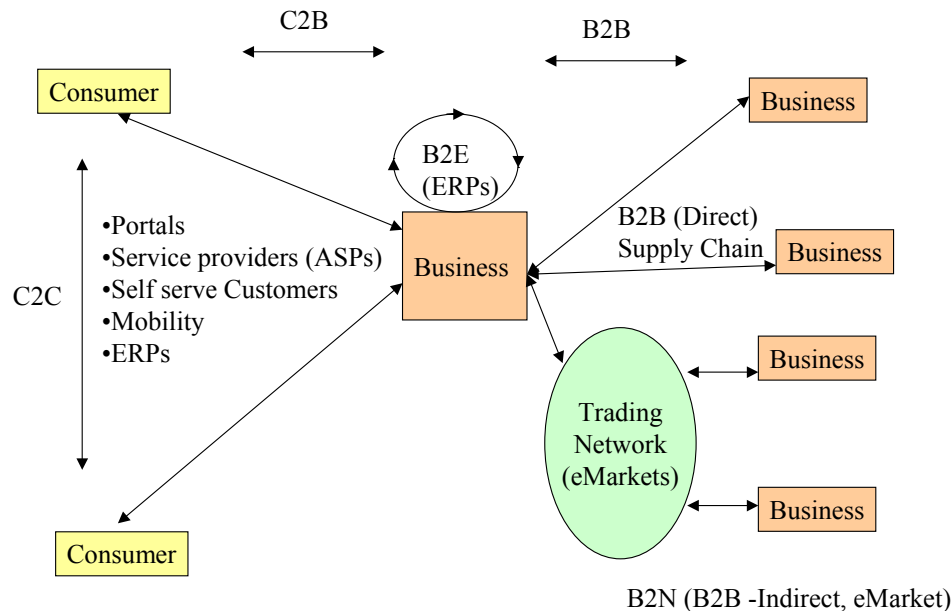 C2B
B2B
Consumer
Business
B2E
(ERPs)
•Portals
•Service providers (ASPs)
•Self serve Customers
•Mobility
•ERPs
C2C
Business
B2B (Direct)
Supply Chain
Business
Business
Trading
Network
(eMarkets)
Business
Consumer
B2N (B2B -Indirect, eMarket)